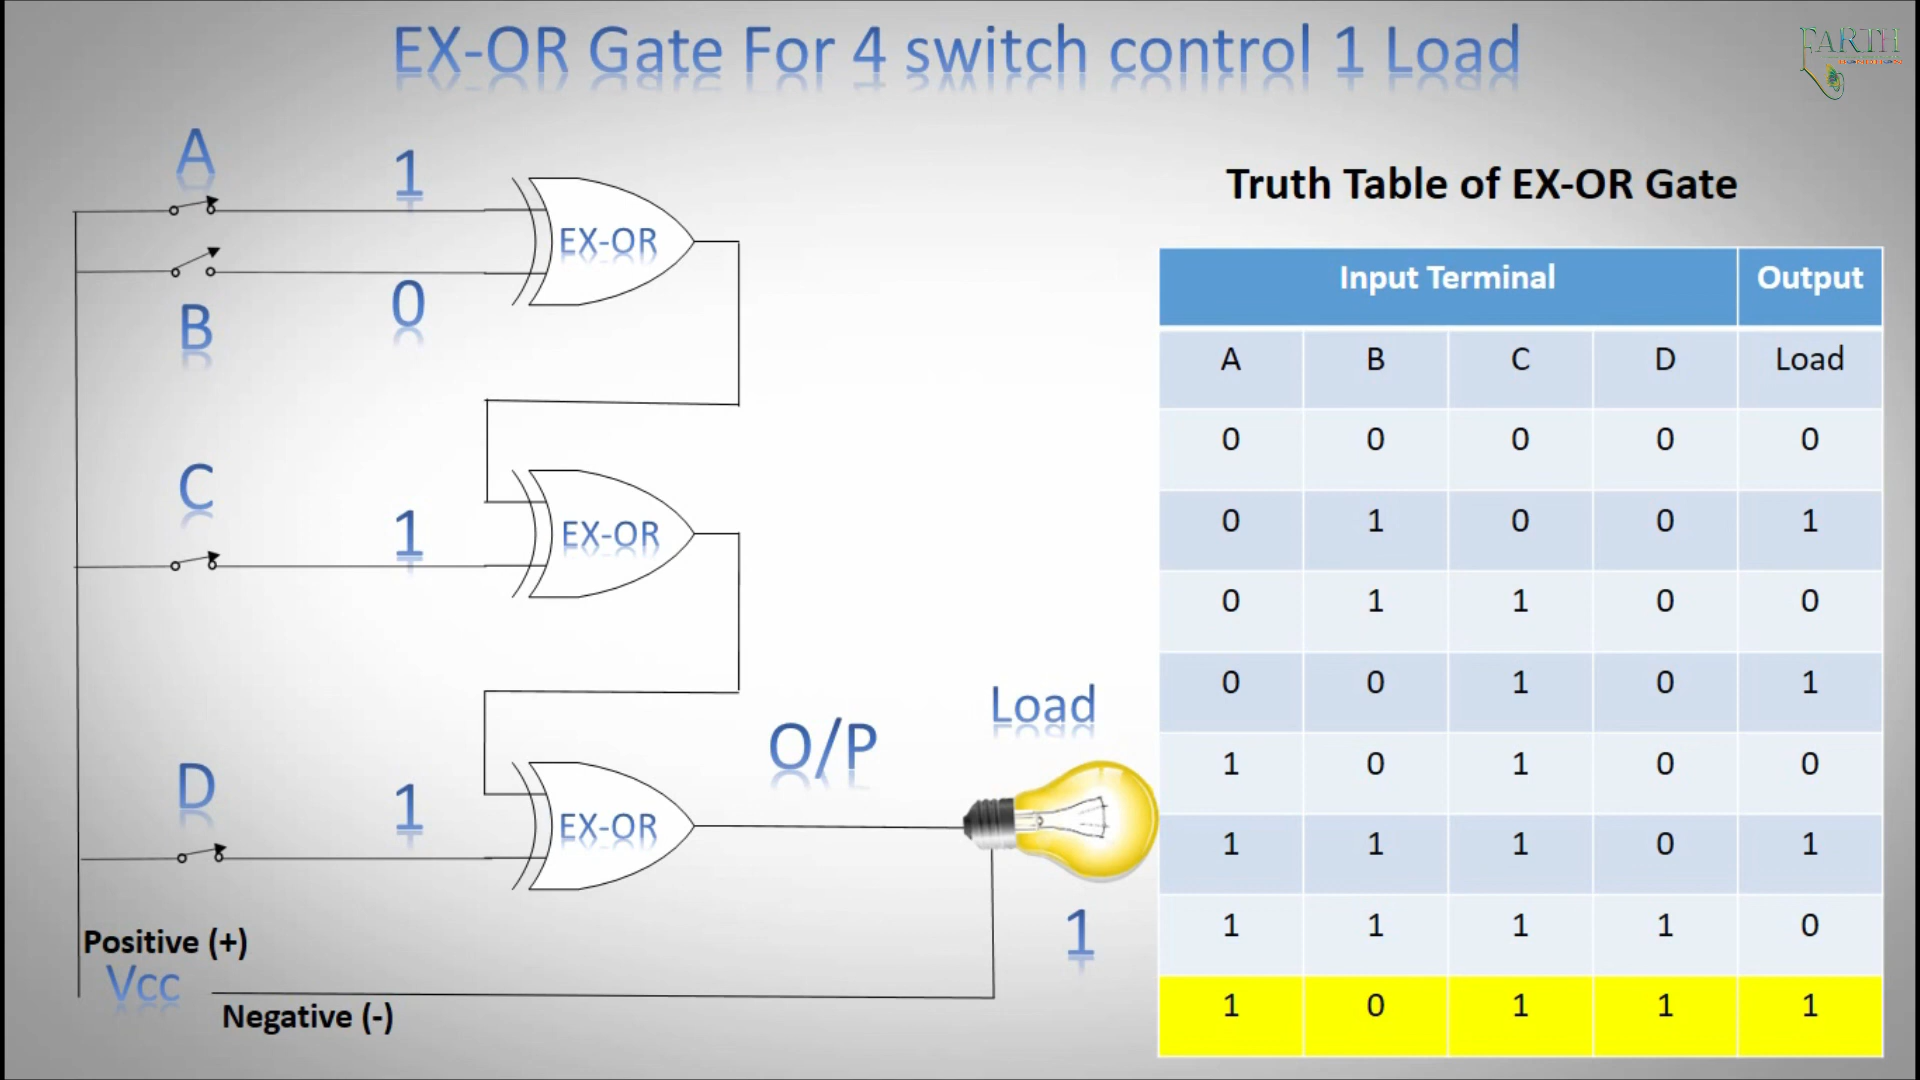 EX-OR Gate For 4 switch control 1 Load
EARTH
BONDHON
A
1
EX-OR
B
0
C
1
EX-OR
D
1
EX-OR
O/P
Load
1
Positive (+)
Vcc
Negative (-)
Truth Table of EX-OR Gate
Input Terminal Output
A B C D Load
0 0 0 0 0
0 1 0 0 1
0 1 1 0 0
0 0 1 0 1
1 0 1 0 0
1 1 1 0 1
1 1 1 1 0
1 0 1 1 1